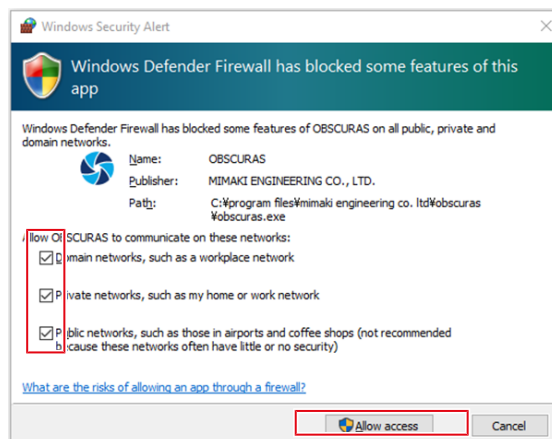 Windows Security Alert
Windows Defender Firewall has blocked some features of this
app
Windows Defender Firewall has blocked some features of OBSCURAS on all public, private and
domain networks.
Name: OBSCURAS
Publisher: MIMAKI ENGINEERING CO., LTD.
Path: C:¥program files¥mimaki engineering co. ltd¥obscuras
¥obscuras.exe
Allow OBSCURAS to communicate on these networks:
Domain networks, such as a workplace network
Private networks, such as my home or work network
Public networks, such as those in airports and coffee shops (not recommended
because these networks often have little or no security)
What are the risks of allowing an app through a firewall?
Allow access Cancel